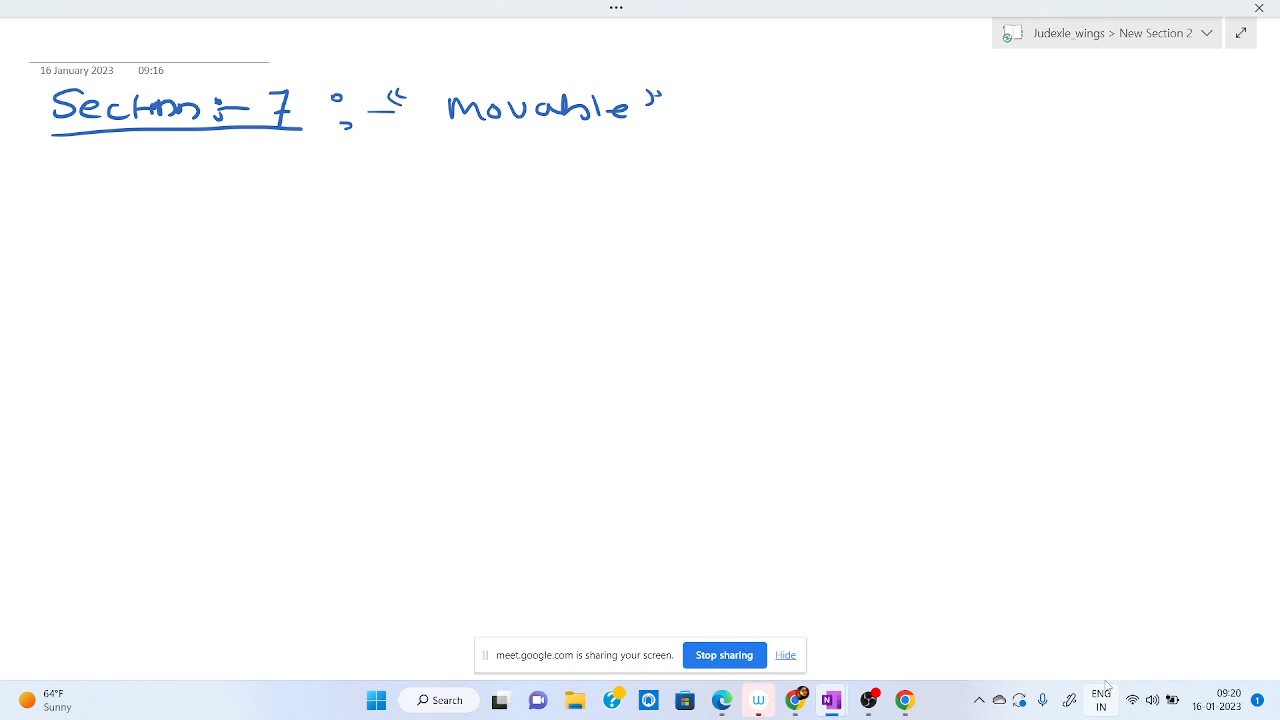 Judexle_wings > New Section 2
16 January 2023 09:16
Section :- 7 :- " movable "
meet.google.com is sharing your screen. Stop sharing Hide
64°F
Sunny
Search
ENG
IN
09:20
16-01-2023
1